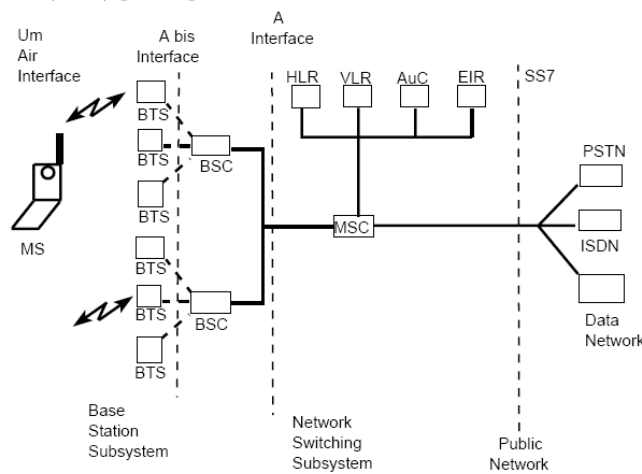 Um
Air
Interface
A bis
Interface
A
Interface
HLR
VLR
AuC
EIR
SS7
BTS
BTS
BTS
BSC
MS
PSTN
MSC
ISDN
BTS
BTS
BTS
BSC
Data
Network
Base
Station
Subsystem
Network
Switching
Subsystem
Public
Network